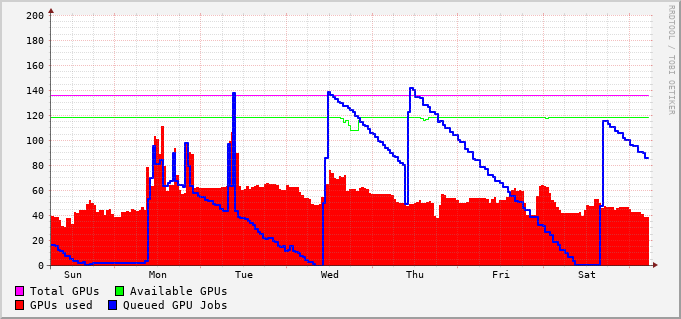 RRDTOOL / TOBI OETIKER
200
180
160
140
120
100
80
60
40
20
0
Sun Mon Tue Wed Thu Fri Sat
Total GPUs Available GPUs
GPUs used Queued GPU Jobs